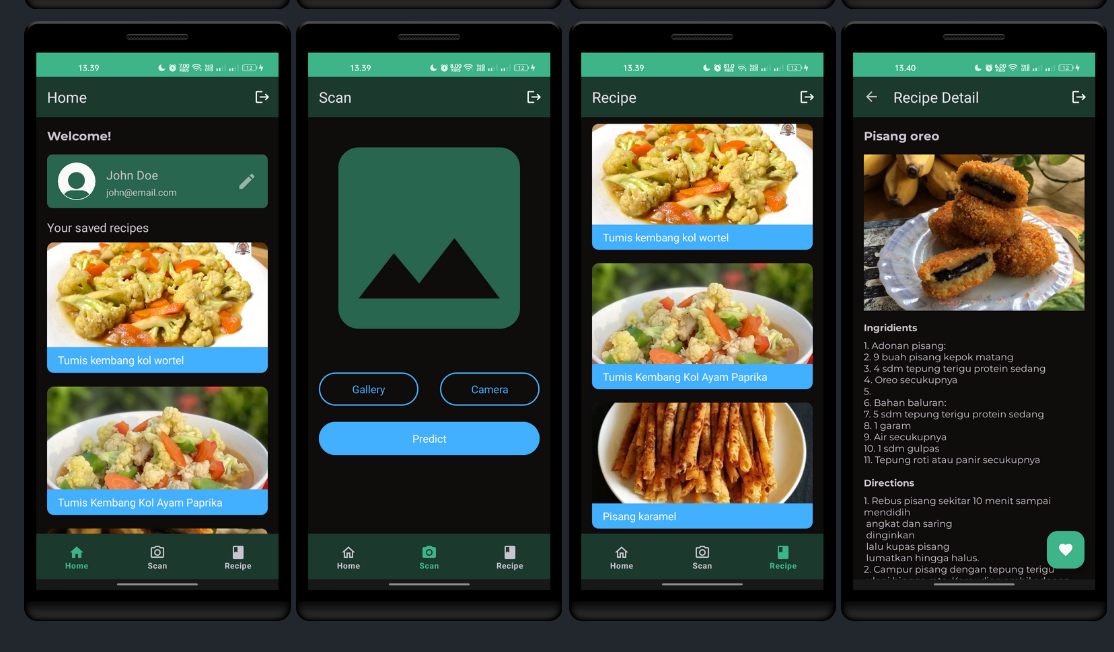 13.39
Home
Welcome!
John Doe
john@email.com
Your saved recipes
Tumis kembang kol wortel
Tumis Kembang Kol Ayam Paprika
Home
Scan
Recipe
13.39
Scan
Gallery
Camera
Predict
Home
Scan
Recipe
13.39
Recipe
Tumis kembang kol wortel
Tumis Kembang Kol Ayam Paprika
Pisang karamel
Home
Scan
Recipe
13.40
Recipe Detail
Pisang oreo
Ingridients
1. Adonan pisang:
2. 9 buah pisang kepok matang
3. 4 sdm tepung terigu protein sedang
4. Oreo secukupnya
5.
6. Bahan baluran:
7. 5 sdm tepung terigu protein sedang
8. 1 garam
9. Air secukupnya
10. 1 sdm gulpas
11. Tepung roti atau panir secukupnya
Directions
1. Rebus pisang sekitar 10 menit sampai
mendidih
angkat dan saring
dinginkan
lalu kupas pisang
lumatkan hingga halus.
2. Campur pisang dengan tepung terigu